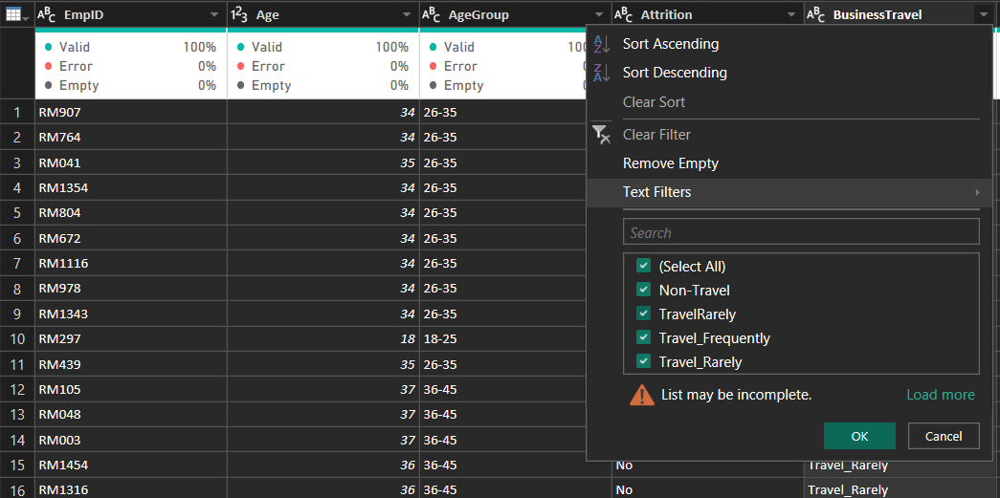 EmpID Age AgeGroup Attrition BusinessTravel
Valid 100% Valid 100% Valid
Error 0% Error 0% Error
Empty 0% Empty 0% Empty
1 RM907 34 26-35
2 RM764 34 26-35
3 RM041 35 26-35
4 RM1354 34 26-35
5 RM804 34 26-35
6 RM672 34 26-35
7 RM1116 34 26-35
8 RM978 34 26-35
9 RM1343 34 26-35
10 RM297 18 18-25
11 RM439 35 26-35
12 RM105 37 36-45
13 RM048 37 36-45
14 RM003 37 36-45
15 RM1454 36 36-45 No Travel_Rarely
16 RM1316 36 36-45 No Travel_Rarely
Sort Ascending
Sort Descending
Clear Sort
Clear Filter
Remove Empty
Text Filters
Search
(Select All)
Non-Travel
TravelRarely
Travel_Frequently
Travel_Rarely
List may be incomplete. Load more
OK Cancel